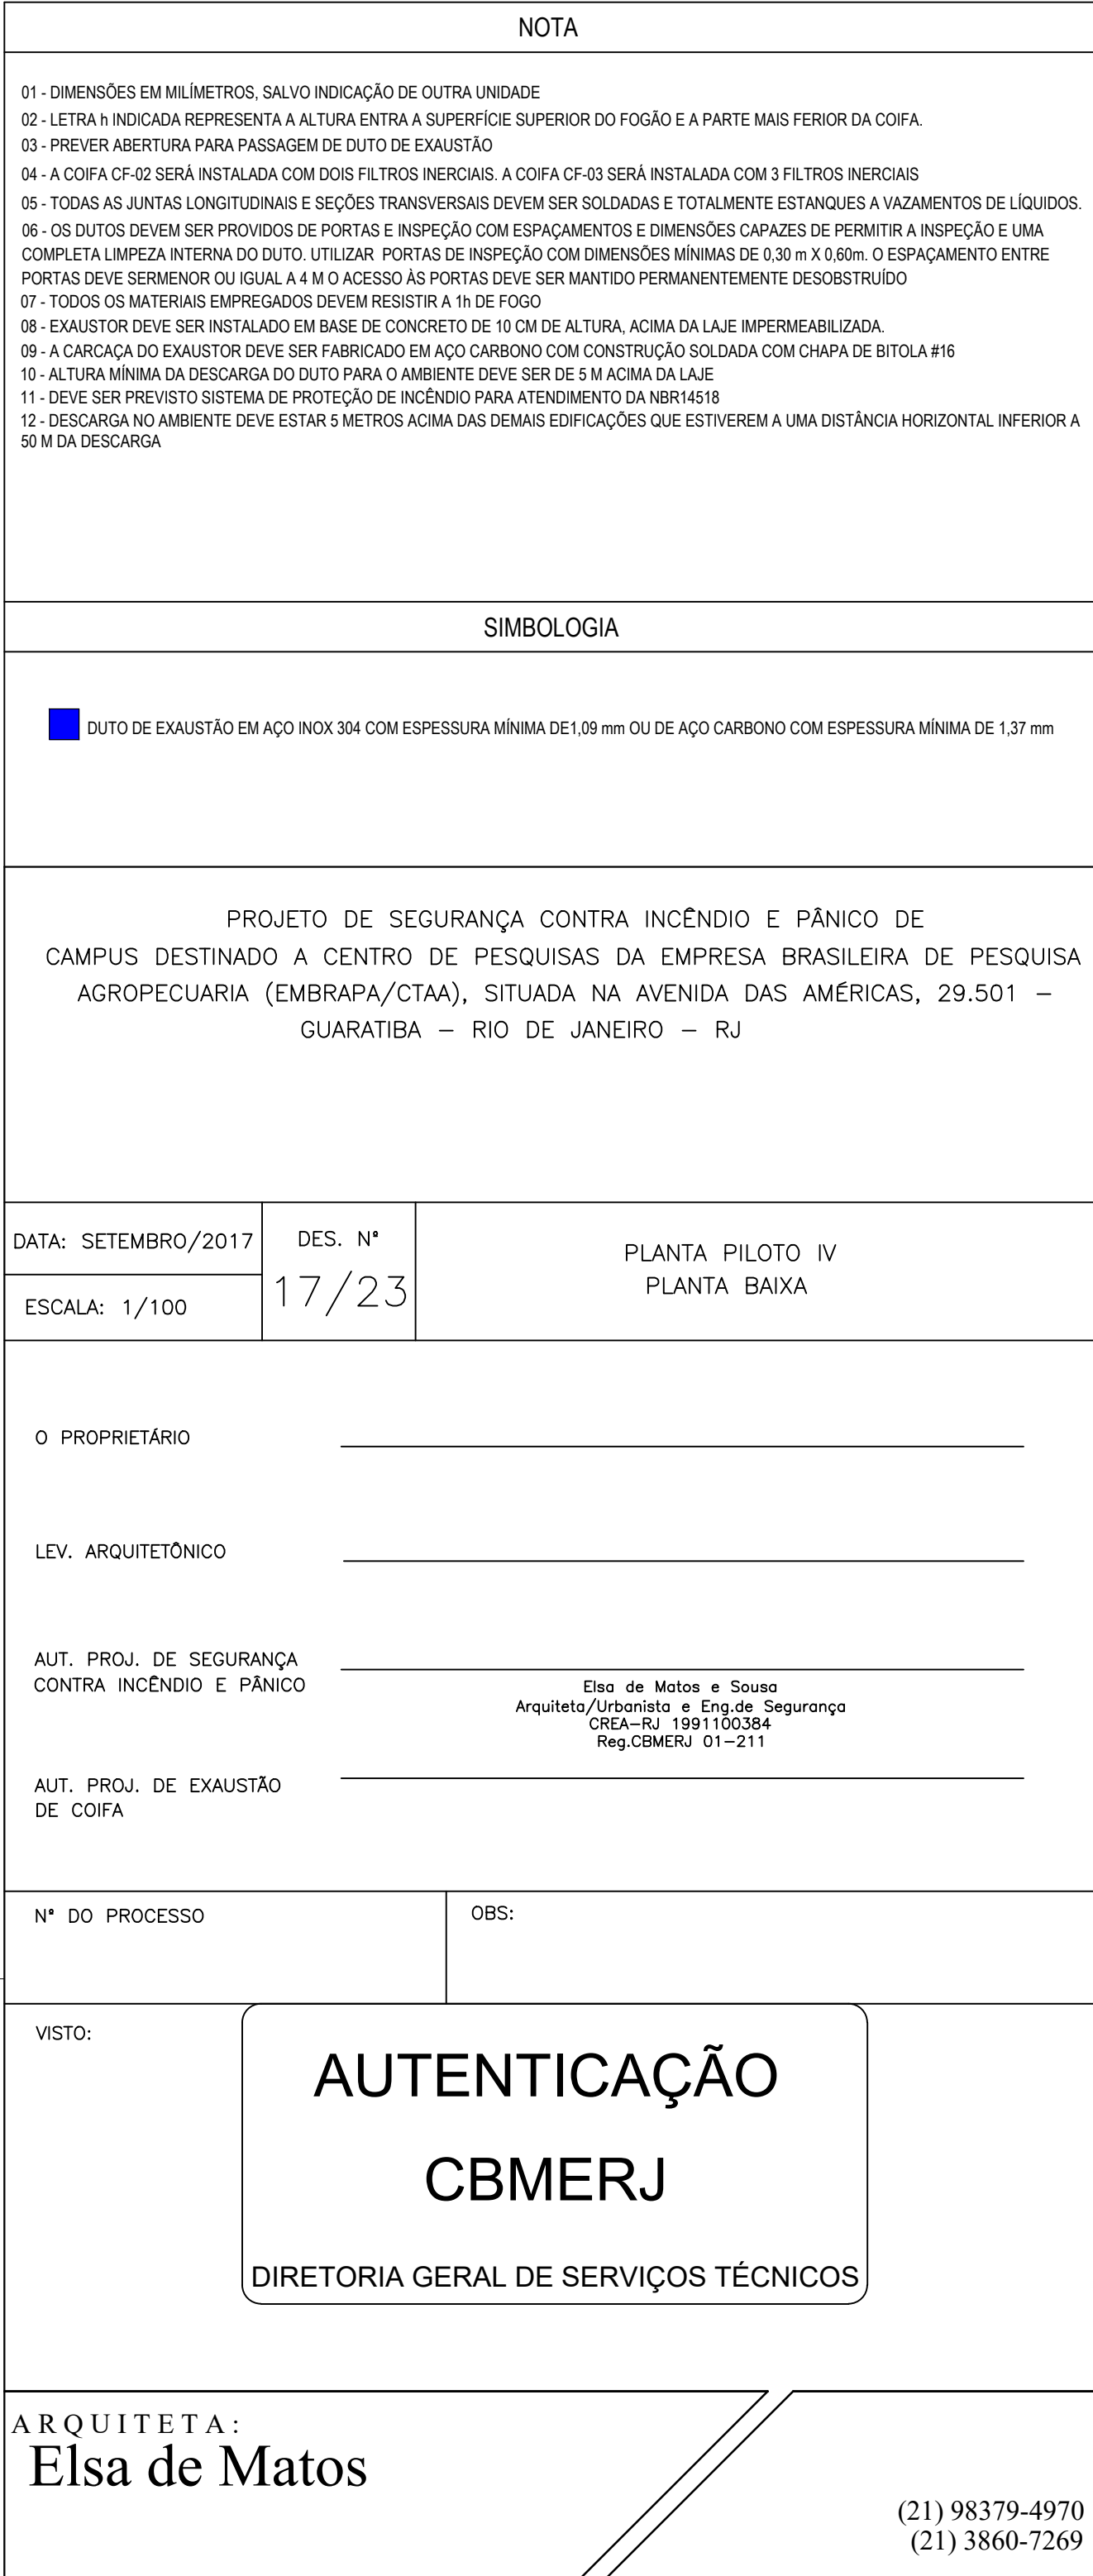 NOTA
01 - DIMENSÕES EM MILÍMETROS, SALVO INDICAÇÃO DE OUTRA UNIDADE
02 - LETRA h INDICADA REPRESENTA A ALTURA ENTRA A SUPERFÍCIE SUPERIOR DO FOGÃO E A PARTE MAIS FERIOR DA COIFA.
03 - PREVER ABERTURA PARA PASSAGEM DE DUTO DE EXAUSTÃO
04 - A COIFA CF-02 SERÁ INSTALADA COM DOIS FILTROS INERCIAIS. A COIFA CF-03 SERÁ INSTALADA COM 3 FILTROS INERCIAIS
05 - TODAS AS JUNTAS LONGITUDINAIS E SEÇÕES TRANSVERSAIS DEVEM SER SOLDADAS E TOTALMENTE ESTANQUES A VAZAMENTOS DE LÍQUIDOS.
06 - OS DUTOS DEVEM SER PROVIDOS DE PORTAS E INSPEÇÃO COM ESPAÇAMENTOS E DIMENSÕES CAPAZES DE PERMITIR A INSPEÇÃO E UMA
COMPLETA LIMPEZA INTERNA DO DUTO. UTILIZAR PORTAS DE INSPEÇÃO COM DIMENSÕES MÍNIMAS DE 0,30 m X 0,60m. O ESPAÇAMENTO ENTRE
PORTAS DEVE SERMENOR OU IGUAL A 4 M O ACESSO ÀS PORTAS DEVE SER MANTIDO PERMANENTEMENTE DESOBSTRUÍDO
07 - TODOS OS MATERIAIS EMPREGADOS DEVEM RESISTIR A 1h DE FOGO
08 - EXAUSTOR DEVE SER INSTALADO EM BASE DE CONCRETO DE 10 CM DE ALTURA, ACIMA DA LAJE IMPERMEABILIZADA.
09 - A CARCAÇA DO EXAUSTOR DEVE SER FABRICADO EM AÇO CARBONO COM CONSTRUÇÃO SOLDADA COM CHAPA DE BITOLA #16
10 - ALTURA MÍNIMA DA DESCARGA DO DUTO PARA O AMBIENTE DEVE SER DE 5 M ACIMA DA LAJE
11 - DEVE SER PREVISTO SISTEMA DE PROTEÇÃO DE INCÊNDIO PARA ATENDIMENTO DA NBR14518
12 - DESCARGA NO AMBIENTE DEVE ESTAR 5 METROS ACIMA DAS DEMAIS EDIFICAÇÕES QUE ESTIVEREM A UMA DISTÂNCIA HORIZONTAL INFERIOR A
50 M DA DESCARGA
SIMBOLOGIA
DUTO DE EXAUSTÃO EM AÇO INOX 304 COM ESPESSURA MÍNIMA DE1,09 mm OU DE AÇO CARBONO COM ESPESSURA MÍNIMA DE 1,37 mm
PROJETO DE SEGURANÇA CONTRA INCÊNDIO E PÂNICO DE
CAMPUS DESTINADO A CENTRO DE PESQUISAS DA EMPRESA BRASILEIRA DE PESQUISA
AGROPECUARIA (EMBRAPA/CTAA), SITUADA NA AVENIDA DAS AMÉRICAS, 29.501 –
GUARATIBA – RIO DE JANEIRO – RJ
DATA: SETEMBRO/2017
ESCALA: 1/100
DES. Nº
17/23
PLANTA PILOTO IV
PLANTA BAIXA
O PROPRIETÁRIO
LEV. ARQUITETÔNICO
AUT. PROJ. DE SEGURANÇA
CONTRA INCÊNDIO E PÂNICO
Elsa de Matos e Sousa
Arquiteta/Urbanista e Eng.de Segurança
CREA–RJ 1991100384
Reg.CBMERJ 01–211
AUT. PROJ. DE EXAUSTÃO
DE COIFA
Nº DO PROCESSO
OBS:
VISTO:
AUTENTICAÇÃO
CBMERJ
DIRETORIA GERAL DE SERVIÇOS TÉCNICOS
ARQUITETA:
Elsa de Matos
(21) 98379-4970
(21) 3860-7269